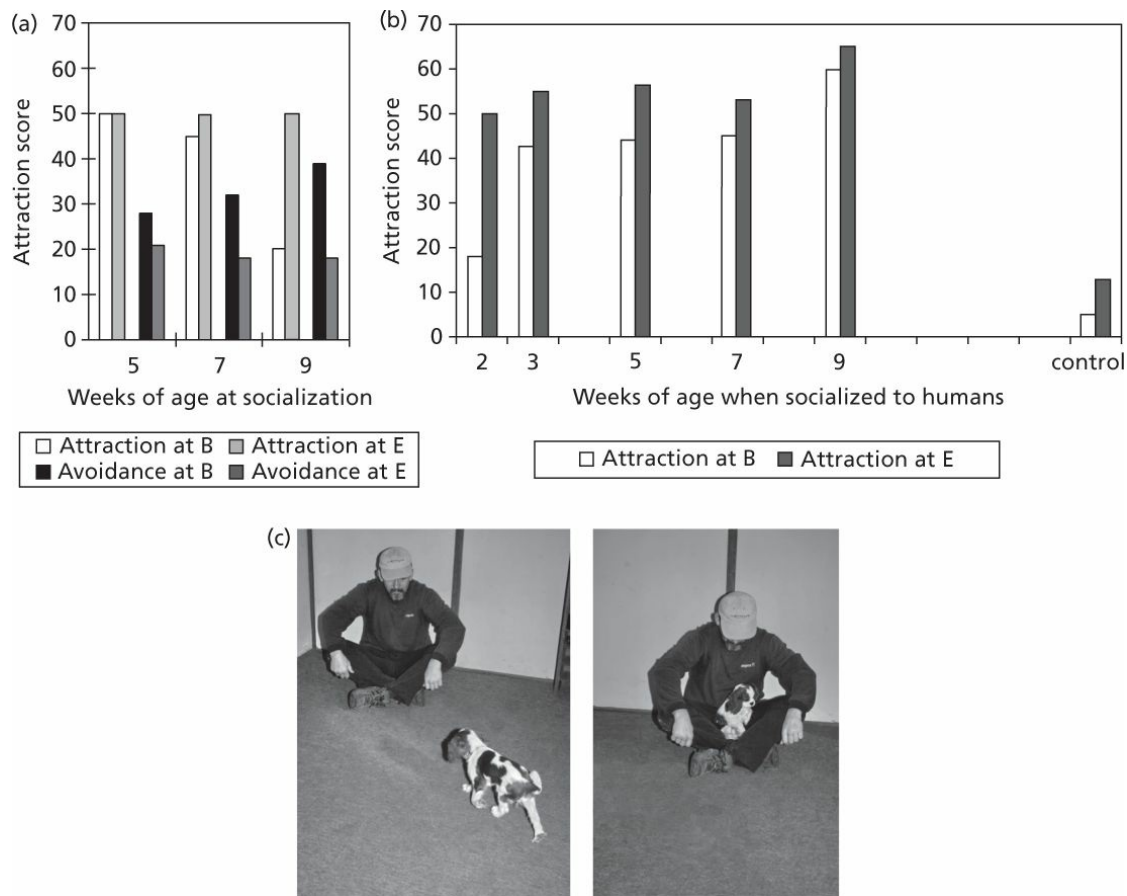 (a)
70
60
50
40
30
20
10
0
Attraction score
5 7 9
Weeks of age at socialization
Attraction at B Attraction at E
Avoidance at B Avoidance at E
(b)
70
60
50
40
30
20
10
0
Attraction score
2 3 5 7 9 control
Weeks of age when socialized to humans
Attraction at B Attraction at E
(c)